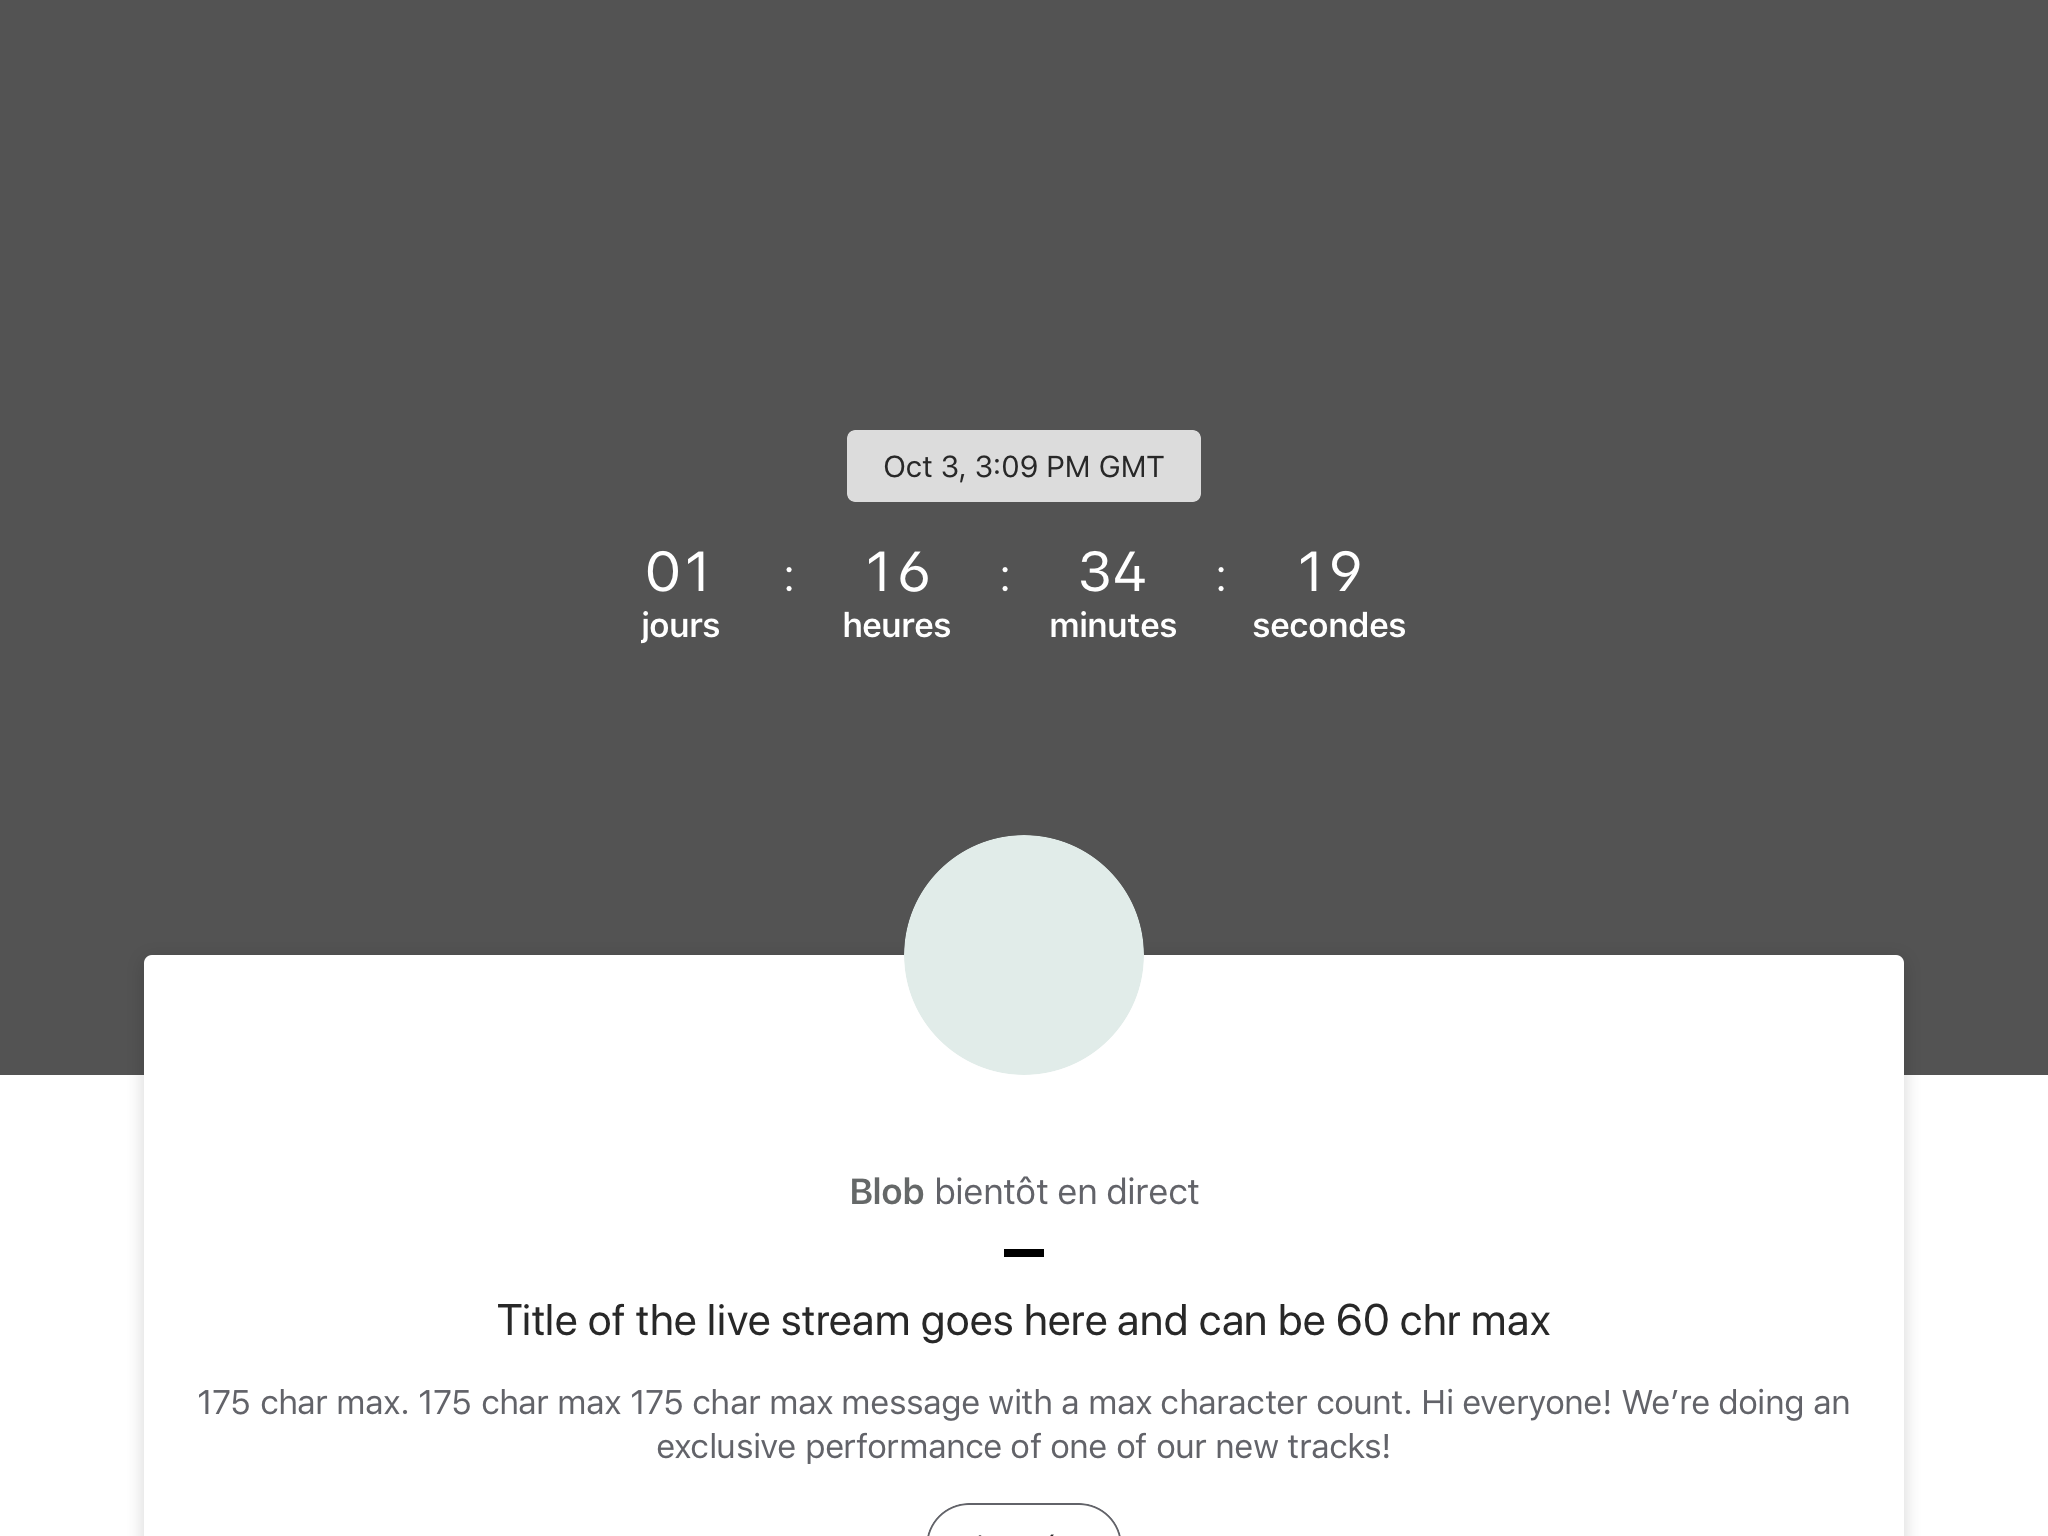 Oct 3, 3:09 PM GMT
01 : 16 : 34 : 19
jours heures minutes secondes
Blob bientôt en direct
Title of the live stream goes here and can be 60 chr max
175 char max. 175 char max 175 char max message with a max character count. Hi everyone! We’re doing an
exclusive performance of one of our new tracks!